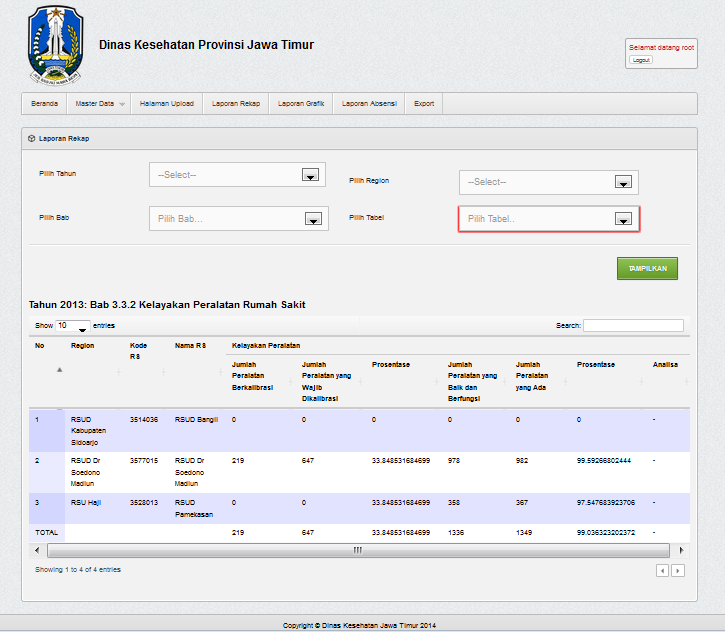 Dinas Kesehatan Provinsi Jawa Timur
Selamat datang root
Logout
Beranda Master Data Halaman Upload Laporan Rekap Laporan Grafik Laporan Absensi Export
Laporan Rekap
Pilih Tahun --Select-- Pilih Region --Select--
Pilih Bab Pilih Bab... Pilih Tabel Pilih Tabel..
TAMPILKAN
Tahun 2013: Bab 3.3.2 Kelayakan Peralatan Rumah Sakit
Show 10 entries Search:
No Region Kode RS Nama RS Kelayakan Peralatan
Jumlah Peralatan Berkalibrasi Jumlah Peralatan yang Wajib Dikalibrasi Prosentase Jumlah Peralatan yang Baik dan Berfungsi Jumlah Peralatan yang Ada Prosentase Analisa
1 RSUD Kabupaten Sidoarjo 3514036 RSUD Bangil 0 0 0 0 0 0 -
2 RSUD Dr Soedono Madiun 3577015 RSUD Dr Soedono Madiun 219 647 33.848531684699 978 982 99.59266802444 -
3 RSU Haji 3528013 RSUD Pamekasan 0 0 33.848531684699 358 367 97.547683923706 -
TOTAL 219 647 33.848531684699 1336 1349 99.036323202372 -
Showing 1 to 4 of 4 entries
Copyright © Dinas Kesehatan Jawa Timur 2014